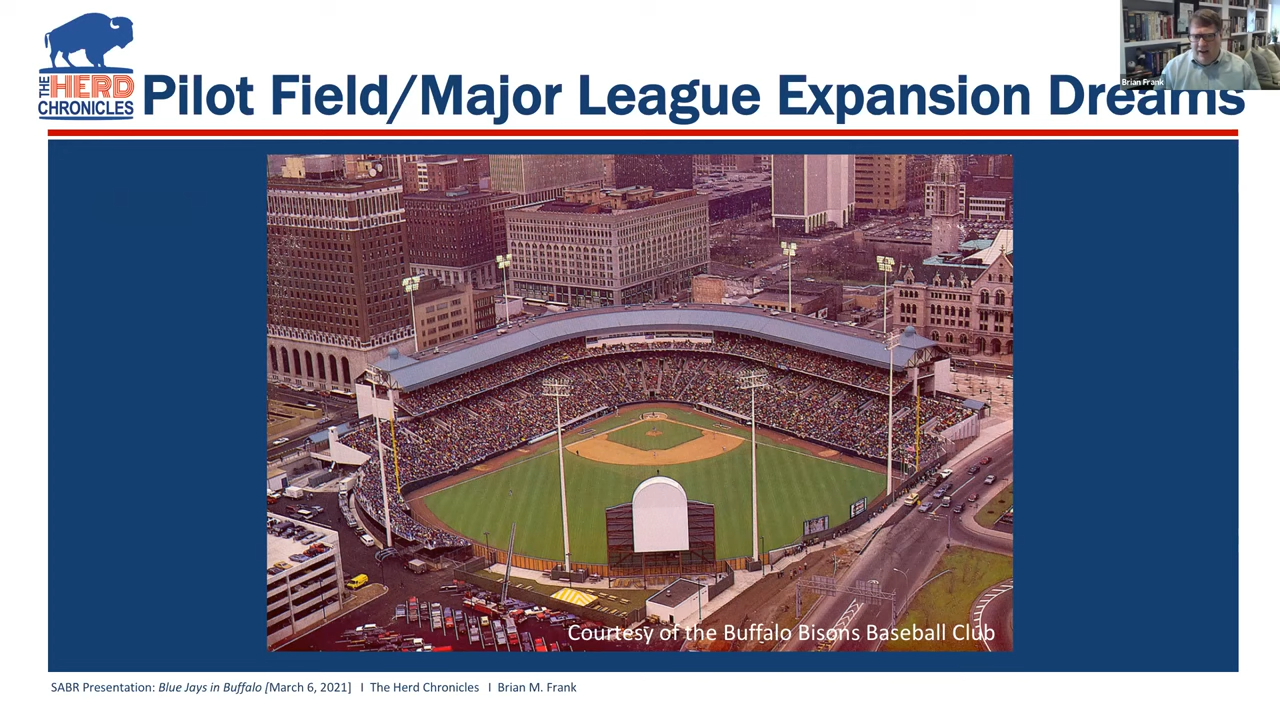 THE HERD
CHRONICLES
Pilot Field/Major League Expansion Dreams
Brian Frank
Courtesy of the Buffalo Bisons Baseball Club
SABR Presentation: Blue Jays in Buffalo [March 6, 2021] I The Herd Chronicles I Brian M. Frank